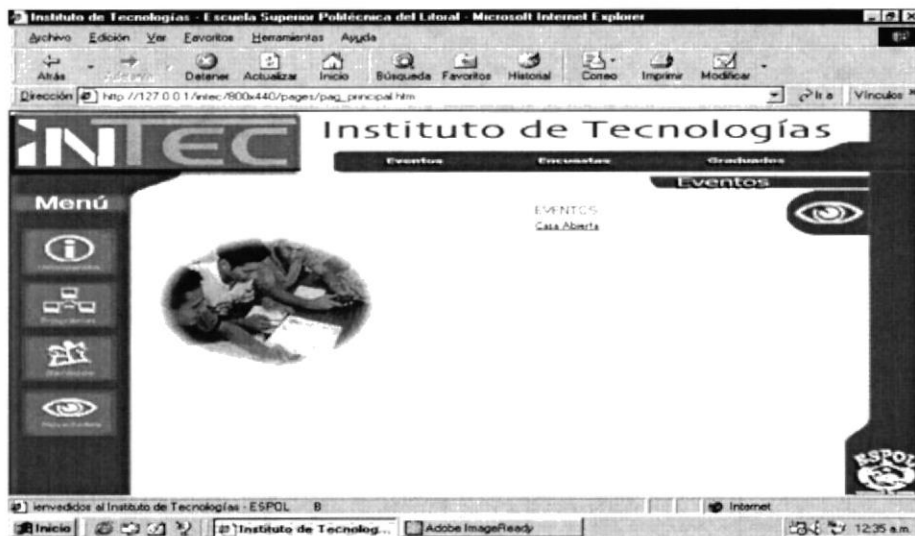 Instituto de Tecnologías - Escuela Superior Politécnica del Litoral - Microsoft Internet Explorer
Archivo Edición Ver Favoritos Herramientas Ayuda
Atrás Adelante Detener Actualizar Inicio Búsqueda Favoritos Historial Correo Imprimir Modificar
Dirección http://127.0.0.1/intec/800x440/pages/pag_principal.htm Ir a Vínculos »
INTEC
Instituto de Tecnologías
Eventos Encuestas Graduados
Eventos
Menú
EVENTOS
Casa Abierta
Programas
ESPOL
ienvedidos al Instituto de Tecnologías - ESPOL B Internet
Inicio Instituto de Tecnolog... Adobe ImageReady 12:35 a.m.